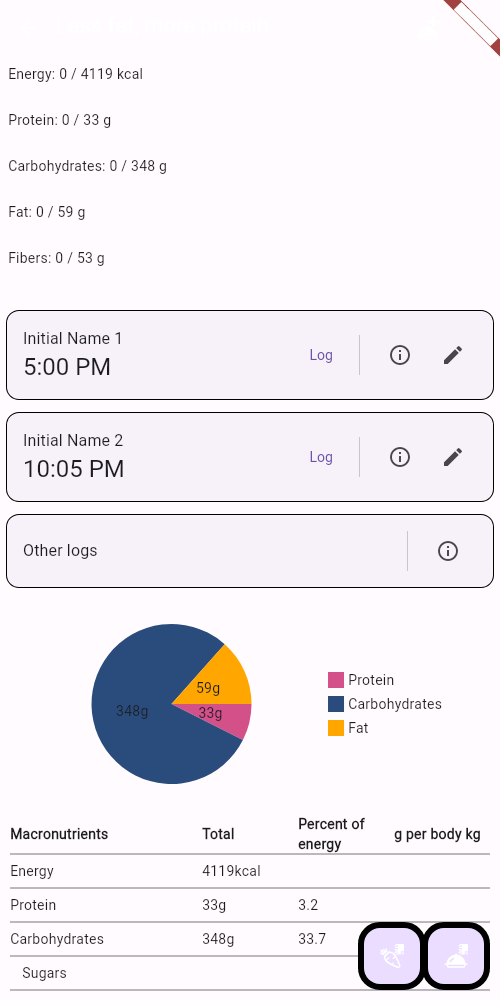 Energy: 0 / 4119 kcal
Protein: 0 / 33 g
Carbohydrates: 0 / 348 g
Fat: 0 / 59 g
Fibers: 0 / 53 g
Initial Name 1
5:00 PM
Log
Initial Name 2
10:05 PM
Log
Other logs
59g
348g
33g
Protein
Carbohydrates
Fat
Macronutrients Total Percent of energy g per body kg
Energy 4119kcal
Protein 33g 3.2
Carbohydrates 348g 33.7
Sugars